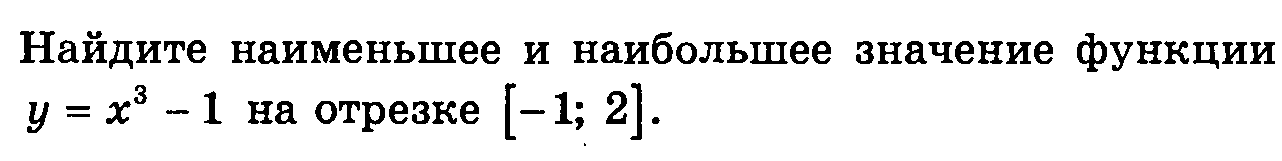 Найдите наименьшее и наибольшее значение функции
y = x³ – 1 на отрезке [–1; 2].